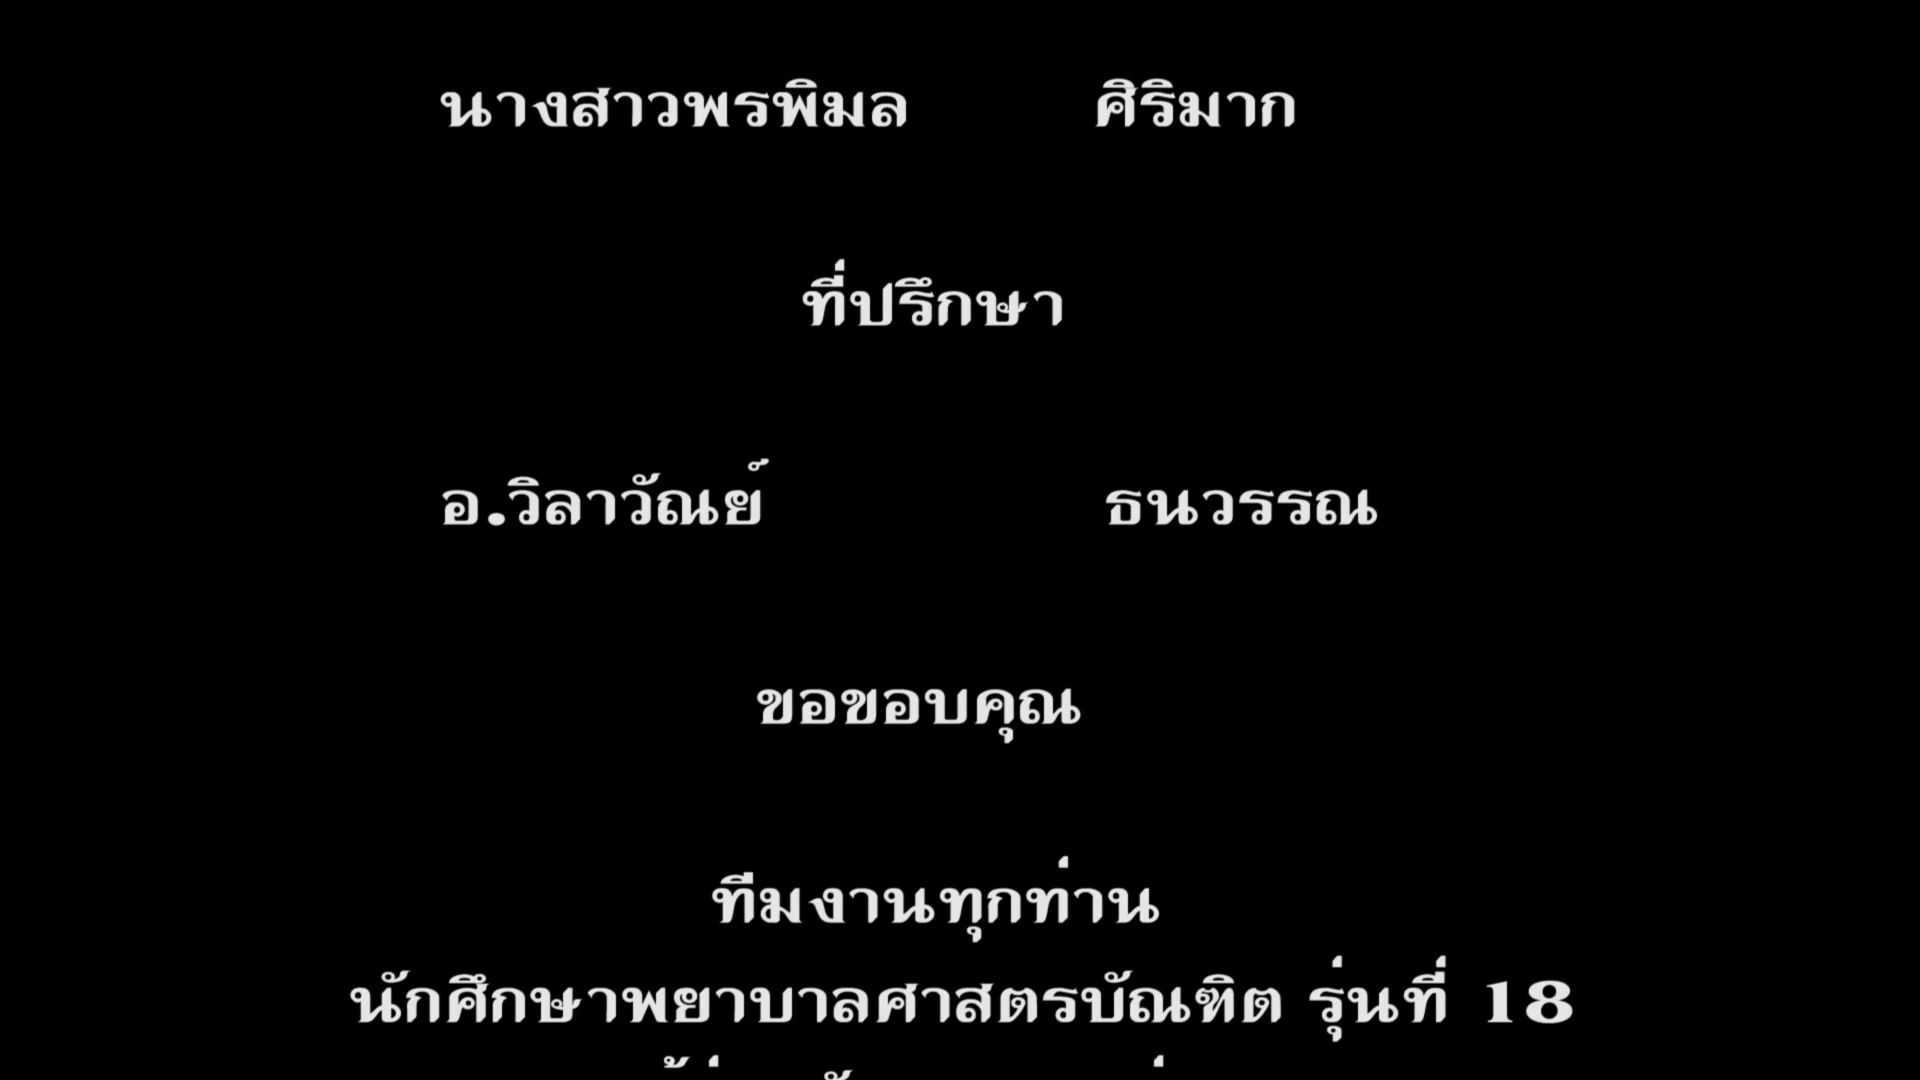 นางสาวพรพิมล ศิริมาก
ที่ปรึกษา
อ.วิลาวัณย์ ธนวรรณ
ขอขอบคุณ
ทีมงานทุกท่าน
นักศึกษาพยาบาลศาสตรบัณฑิต รุ่นที่ 18